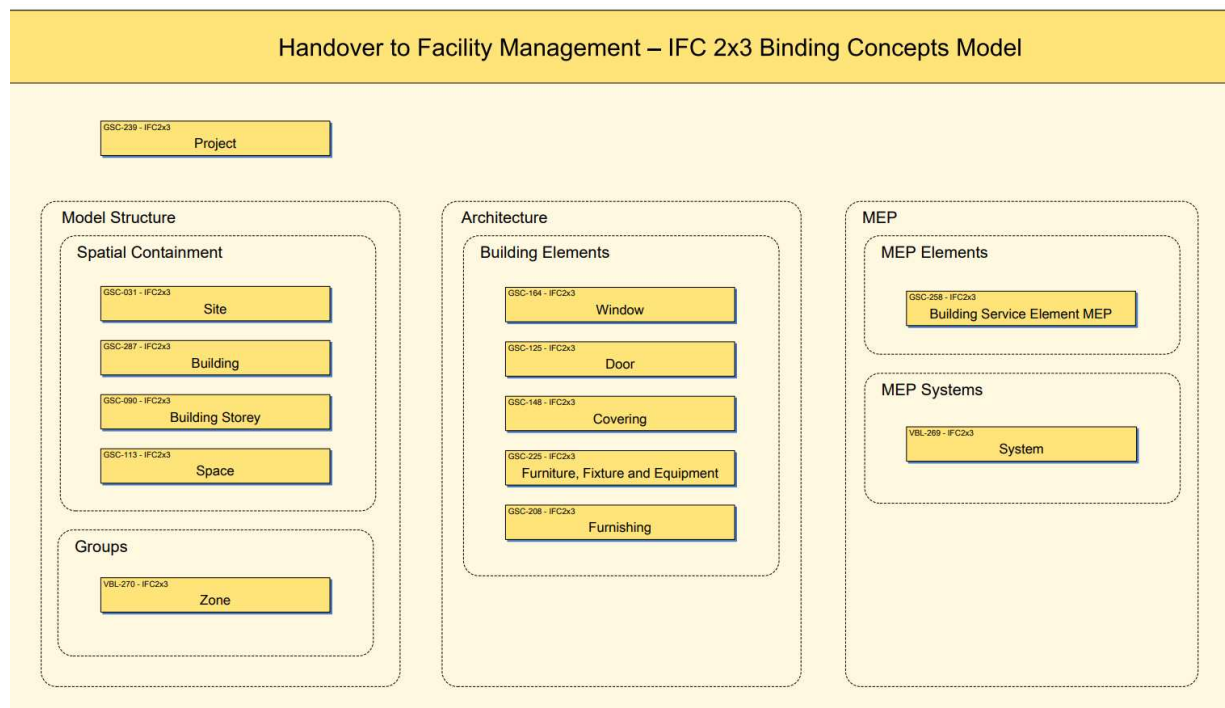 Handover to Facility Management – IFC 2x3 Binding Concepts Model
GSC-239 - IFC2x3
Project
Model Structure
Spatial Containment
GSC-031 - IFC2x3
Site
GSC-287 - IFC2x3
Building
GSC-090 - IFC2x3
Building Storey
GSC-113 - IFC2x3
Space
Groups
VBL-270 - IFC2x3
Zone
Architecture
Building Elements
GSC-164 - IFC2x3
Window
GSC-125 - IFC2x3
Door
GSC-148 - IFC2x3
Covering
GSC-225 - IFC2x3
Furniture, Fixture and Equipment
GSC-208 - IFC2x3
Furnishing
MEP
MEP Elements
GSC-258 - IFC2x3
Building Service Element MEP
MEP Systems
VBL-269 - IFC2x3
System